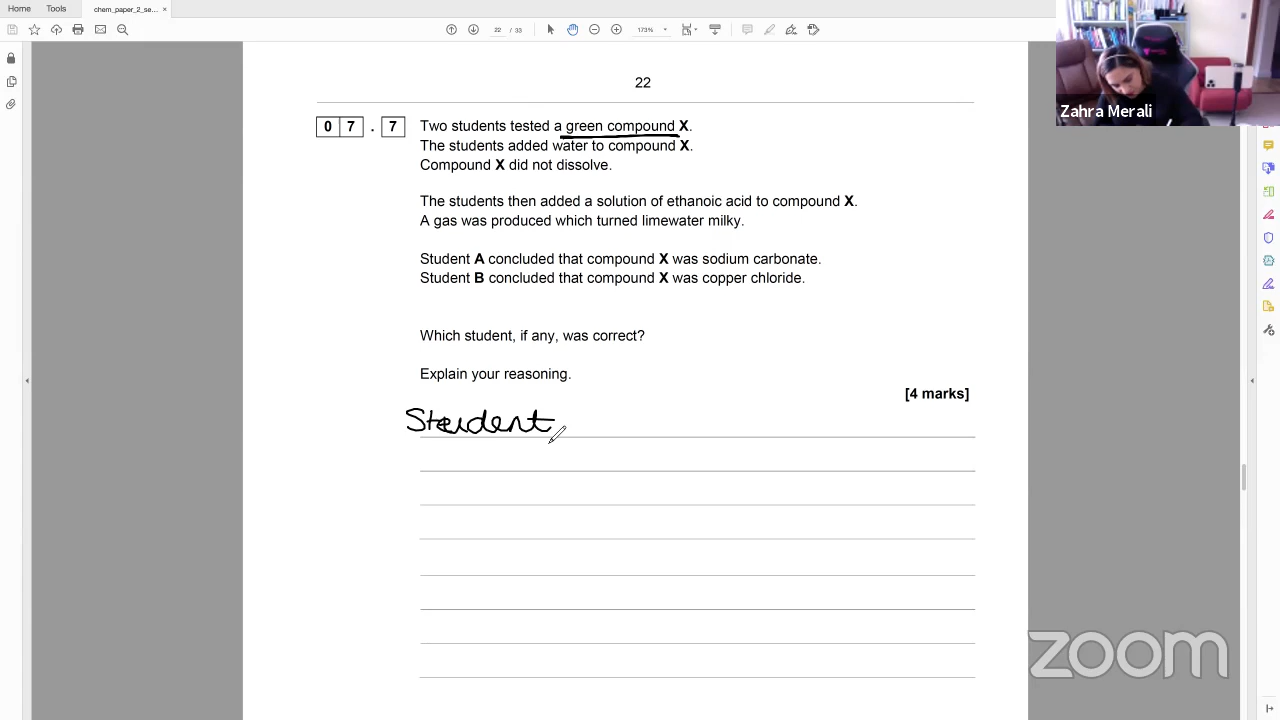 Home Tools chem_paper_2_se... ×
22 / 33 173%
Zahra Merali
22
0 7 . 7 Two students tested a green compound X.
The students added water to compound X.
Compound X did not dissolve.
The students then added a solution of ethanoic acid to compound X.
A gas was produced which turned limewater milky.
Student A concluded that compound X was sodium carbonate.
Student B concluded that compound X was copper chloride.
Which student, if any, was correct?
Explain your reasoning.
[4 marks]
Student
zoom